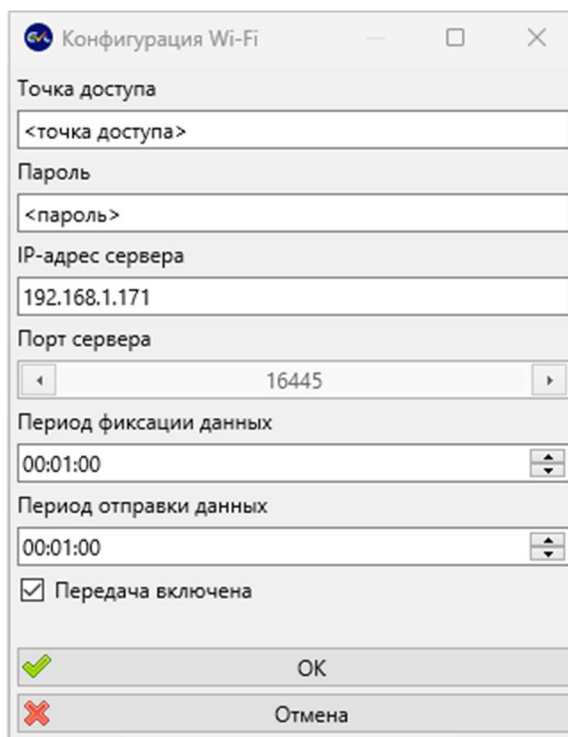 Конфигурация Wi-Fi
Точка доступа
<точка доступа>
Пароль
<пароль>
IP-адрес сервера
192.168.1.171
Порт сервера
16445
Период фиксации данных
00:01:00
Период отправки данных
00:01:00
Передача включена
OK
Отмена